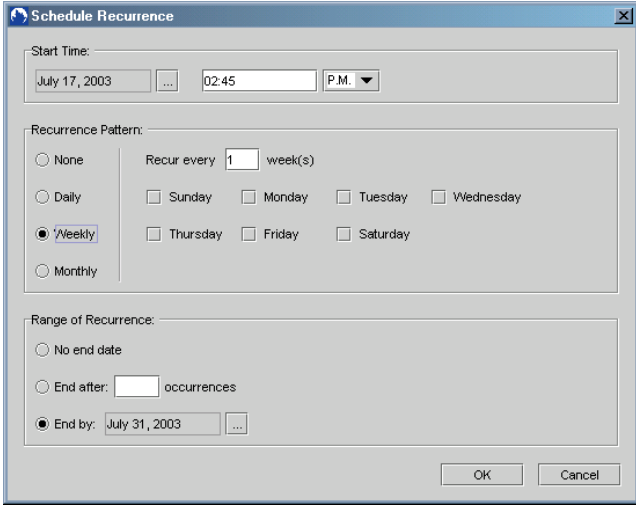 Schedule Recurrence
Start Time:
July 17, 2003 ... 02:45 P.M.
Recurrence Pattern:
None Recur every 1 week(s)
Daily Sunday Monday Tuesday Wednesday
Weekly Thursday Friday Saturday
Monthly
Range of Recurrence:
No end date
End after: occurrences
End by: July 31, 2003 ...
OK Cancel